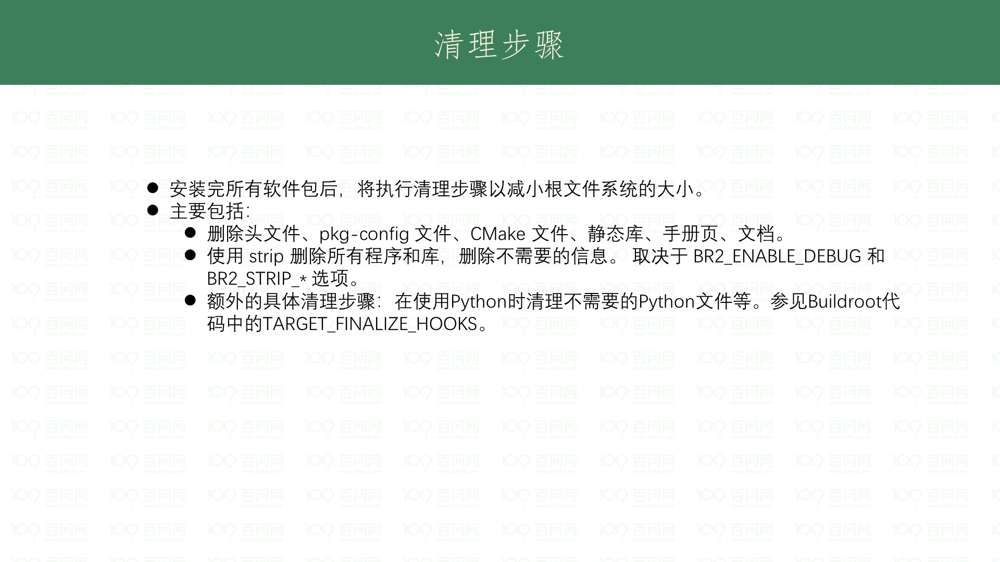 清理步骤
安装完所有软件包后，将执行清理步骤以减小根文件系统的大小。
主要包括：
删除头文件、pkg-config 文件、CMake 文件、静态库、手册页、文档。
使用 strip 删除所有程序和库，删除不需要的信息。 取决于 BR2_ENABLE_DEBUG 和
BR2_STRIP_* 选项。
额外的具体清理步骤：在使用Python时清理不需要的Python文件等。参见Buildroot代
码中的TARGET_FINALIZE_HOOKS。